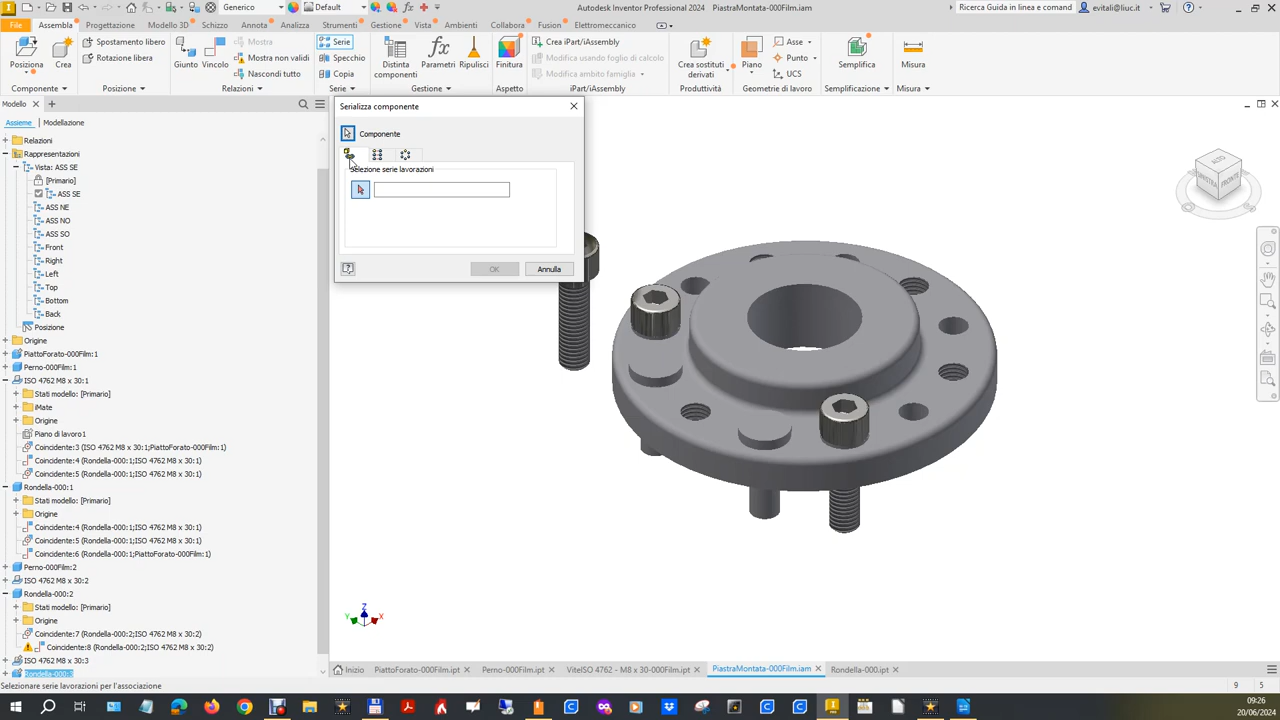 Generico
Default
Autodesk Inventor Professional 2024 PiastraMontata-000Film.iam
Ricerca Guida in linea e comand
evitali@liuc.it
File
Assembla
Progettazione
Modello 3D
Schizzo
Annota
Analizza
Strumenti
Gestione
Vista
Ambienti
Collabora
Fusion
Elettromeccanico
Posiziona
Crea
Spostamento libero
Rotazione libera
Giunto
Vincolo
Mostra
Mostra non validi
Nascondi tutto
Serie
Specchio
Copia
Distinta componenti
Parametri
Ripulisci
Finitura
Crea iPart/iAssembly
Modifica usando foglio di calcolo
Modifica ambito famiglia
Crea sostituti derivati
Piano
Asse
Punto
UCS
Semplifica
Misura
Componente
Posizione
Relazioni
Serie
Gestione
Aspetto
iPart/iAssembly
Produttività
Geometrie di lavoro
Semplificazione
Misura
Modello
Assieme
Modellazione
Relazioni
Rappresentazioni
Vista: ASS SE
[Primario]
ASS SE
ASS NE
ASS NO
ASS SO
Front
Right
Left
Top
Bottom
Back
Posizione
Origine
PiattoForato-000Film:1
Perno-000Film:1
ISO 4762 M8 x 30:1
Stati modello: [Primario]
iMate
Origine
Piano di lavoro1
Coincidente:3 (ISO 4762 M8 x 30:1;PiattoForato-000Film:1)
Coincidente:4 (Rondella-000:1;ISO 4762 M8 x 30:1)
Coincidente:5 (Rondella-000:1;ISO 4762 M8 x 30:1)
Rondella-000:1
Stati modello: [Primario]
Origine
Coincidente:4 (Rondella-000:1;ISO 4762 M8 x 30:1)
Coincidente:5 (Rondella-000:1;ISO 4762 M8 x 30:1)
Coincidente:6 (Rondella-000:1;PiattoForato-000Film:1)
Perno-000Film:2
ISO 4762 M8 x 30:2
Rondella-000:2
Stati modello: [Primario]
Origine
Coincidente:7 (Rondella-000:2;ISO 4762 M8 x 30:2)
Coincidente:8 (Rondella-000:2;ISO 4762 M8 x 30:2)
ISO 4762 M8 x 30:3
Rondella-000:3
Serializza componente
Componente
Selezione serie lavorazioni
OK
Annulla
ALTO
FRONTE
Z
Y
X
Inizio
PiattoForato-000Film.ipt
Perno-000Film.ipt
ViteISO 4762 - M8 x 30-000Film.ipt
PiastraMontata-000Film.iam
Rondella-000.ipt
Selezionare serie lavorazioni per l'associazione
9
5
09:26
20/06/2024